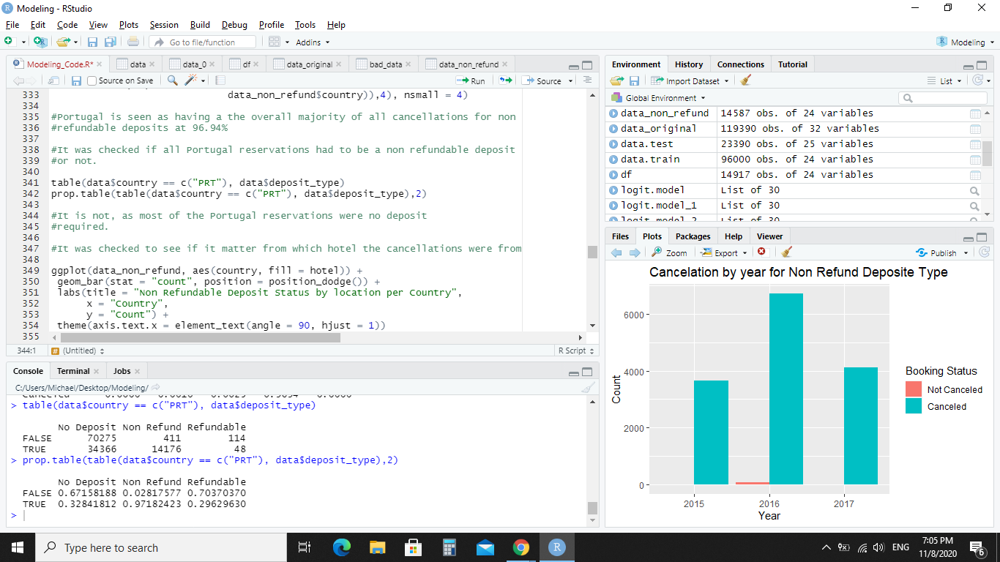 Modeling - RStudio
File Edit Code View Plots Session Build Debug Profile Tools Help
Go to file/function Addins Modeling
Modeling_Code.R* data data_0 df data_original bad_data data_non_refund
Source on Save Run Source
333 data_non_refund$country)),4), nsmall = 4)
334
335 #Portugal is seen as having a the overall majority of all cancellations for non
336 #refundable deposits at 96.94%
337
338 #It was checked if all Portugal reservations had to be a non refundable deposit
339 #or not.
340
341 table(data$country == c("PRT"), data$deposit_type)
342 prop.table(table(data$country == c("PRT"), data$deposit_type),2)
343
344 #It is not, as most of the Portugal reservations were no deposit
345 #required.
346
347 #It was checked to see if it matter from which hotel the cancellations were from
348
349 ggplot(data_non_refund, aes(country, fill = hotel)) +
350 geom_bar(stat = "count", position = position_dodge()) +
351 labs(title = "Non Refundable Deposit Status by location per Country",
352 x = "Country",
353 y = "Count") +
354 theme(axis.text.x = element_text(angle = 90, hjust = 1))
355
344:1 (Untitled) R Script
Console Terminal Jobs
C:/Users/Michael/Desktop/Modeling/
> table(data$country == c("PRT"), data$deposit_type)
No Deposit Non Refund Refundable
FALSE 70275 411 114
TRUE 34366 14176 48
> prop.table(table(data$country == c("PRT"), data$deposit_type),2)
No Deposit Non Refund Refundable
FALSE 0.67158188 0.02817577 0.70370370
TRUE 0.32841812 0.97182423 0.29629630
>
Environment History Connections Tutorial
Import Dataset List
Global Environment
data_non_refund 14587 obs. of 24 variables
data_original 119390 obs. of 32 variables
data.test 23390 obs. of 25 variables
data.train 96000 obs. of 24 variables
df 14917 obs. of 24 variables
logit.model List of 30
logit.model_1 List of 30
logit.model_2 List of 30
Files Plots Packages Help Viewer
Zoom Export Publish
Cancelation by year for Non Refund Deposite Type
6000
4000
2000
0
Count
2015 2016 2017
Year
Booking Status
Not Canceled
Canceled
Type here to search
ENG
7:05 PM
11/8/2020
6